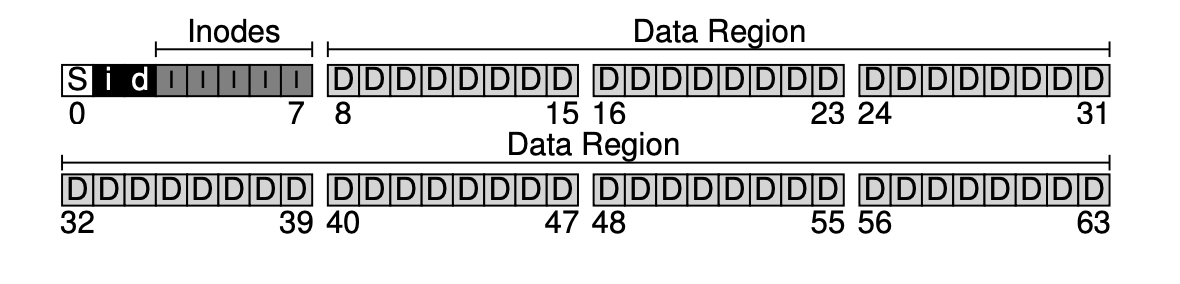 Inodes Data Region
S i d I I I I I D D D D D D D D D D D D D D D D D D D D D D D D
0 7 8 15 16 23 24 31
Data Region
D D D D D D D D D D D D D D D D D D D D D D D D D D D D D D D D
32 39 40 47 48 55 56 63